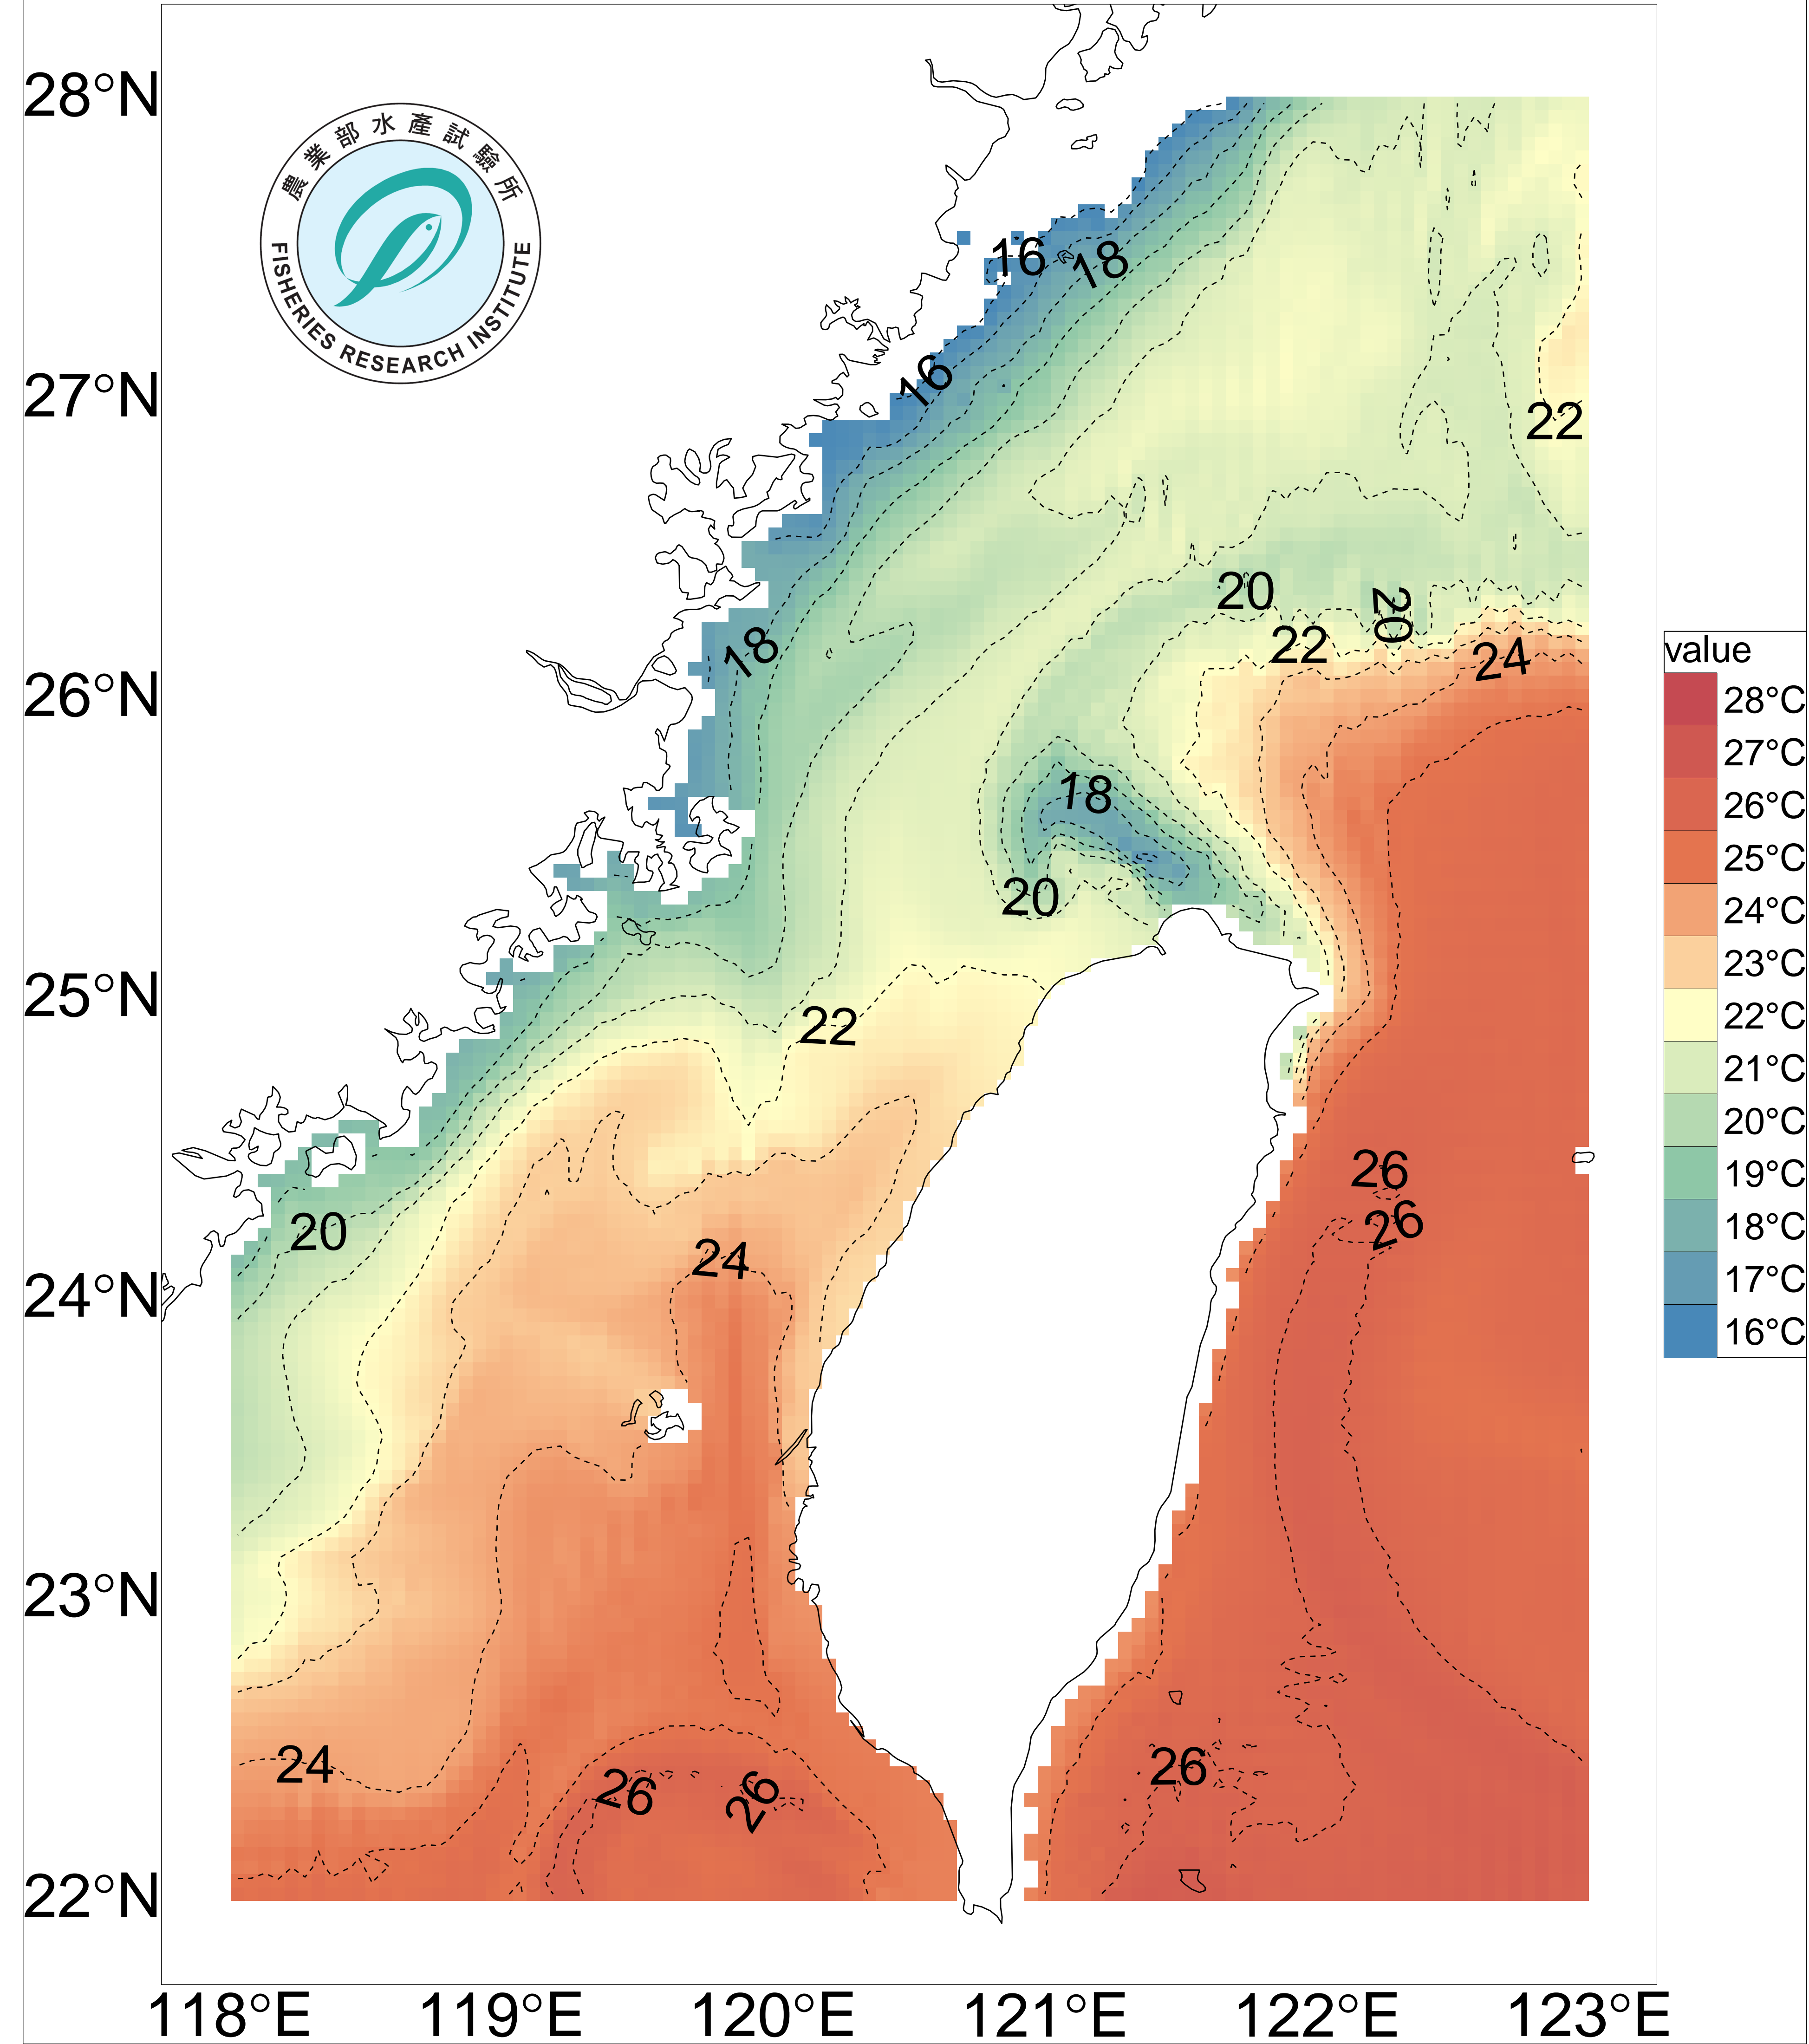 農業部水產試驗所
FISHERIES RESEARCH INSTITUTE
28°N
27°N
26°N
25°N
24°N
23°N
22°N
118°E 119°E 120°E 121°E 122°E 123°E
16
18
16
22
20
20
22
24
18
18
20
22
26
26
20
24
24
26
26
26
value
28°C
27°C
26°C
25°C
24°C
23°C
22°C
21°C
20°C
19°C
18°C
17°C
16°C